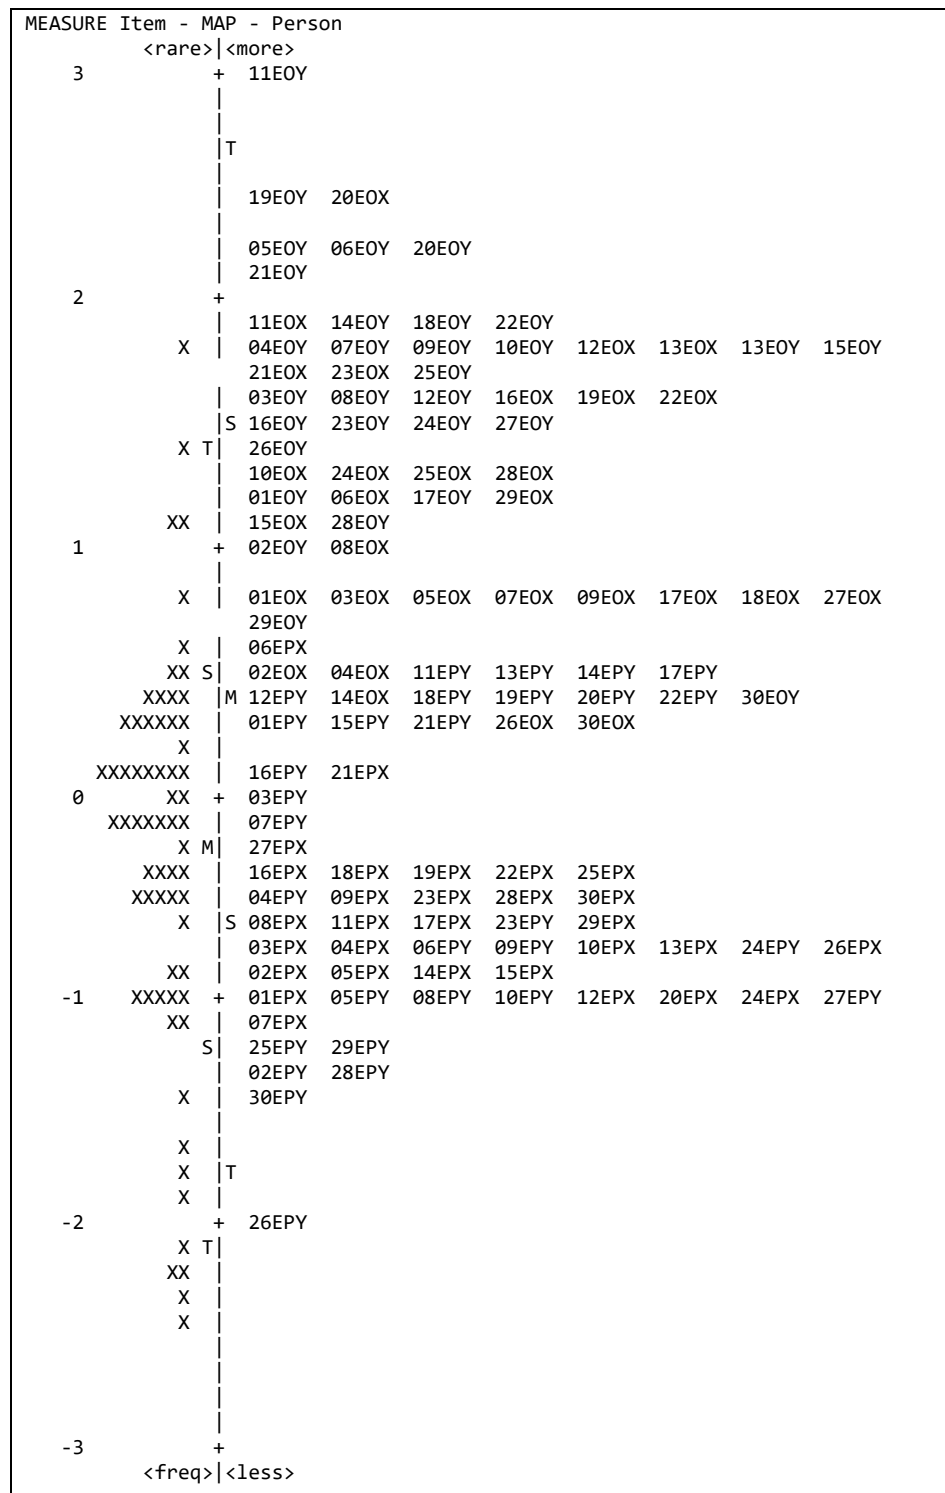 MEASURE Item - MAP - Person
<rare>|<more>
3 + 11EOY
|
|
|T
|
| 19EOY 20EOX
|
| 05EOY 06EOY 20EOY
| 21EOY
2 +
| 11EOX 14EOY 18EOY 22EOY
X | 04EOY 07EOY 09EOY 10EOY 12EOX 13EOX 13EOY 15EOY
21EOX 23EOX 25EOY
| 03EOY 08EOY 12EOY 16EOX 19EOX 22EOX
|S 16EOY 23EOY 24EOY 27EOY
X T| 26EOY
| 10EOX 24EOX 25EOX 28EOX
| 01EOY 06EOX 17EOY 29EOX
XX | 15EOX 28EOY
1 + 02EOY 08EOX
|
X | 01EOX 03EOX 05EOX 07EOX 09EOX 17EOX 18EOX 27EOX
29EOY
X | 06EPX
XX S| 02EOX 04EOX 11EPY 13EPY 14EPY 17EPY
XXXX |M 12EPY 14EOX 18EPY 19EPY 20EPY 22EPY 30EOY
XXXXXX | 01EPY 15EPY 21EPY 26EOX 30EOX
X |
XXXXXXXX | 16EPY 21EPX
0 XX + 03EPY
XXXXXXX | 07EPY
X M| 27EPX
XXXX | 16EPX 18EPX 19EPX 22EPX 25EPX
XXXXX | 04EPY 09EPX 23EPX 28EPX 30EPX
X |S 08EPX 11EPX 17EPX 23EPY 29EPX
| 03EPX 04EPX 06EPY 09EPY 10EPX 13EPX 24EPY 26EPX
XX | 02EPX 05EPX 14EPX 15EPX
-1 XXXXX + 01EPX 05EPY 08EPY 10EPY 12EPX 20EPX 24EPX 27EPY
XX | 07EPX
S| 25EPY 29EPY
| 02EPY 28EPY
X | 30EPY
|
X |
X |T
X |
-2 + 26EPY
X T|
XX |
X |
X |
|
|
|
|
-3 +
<freq>|<less>